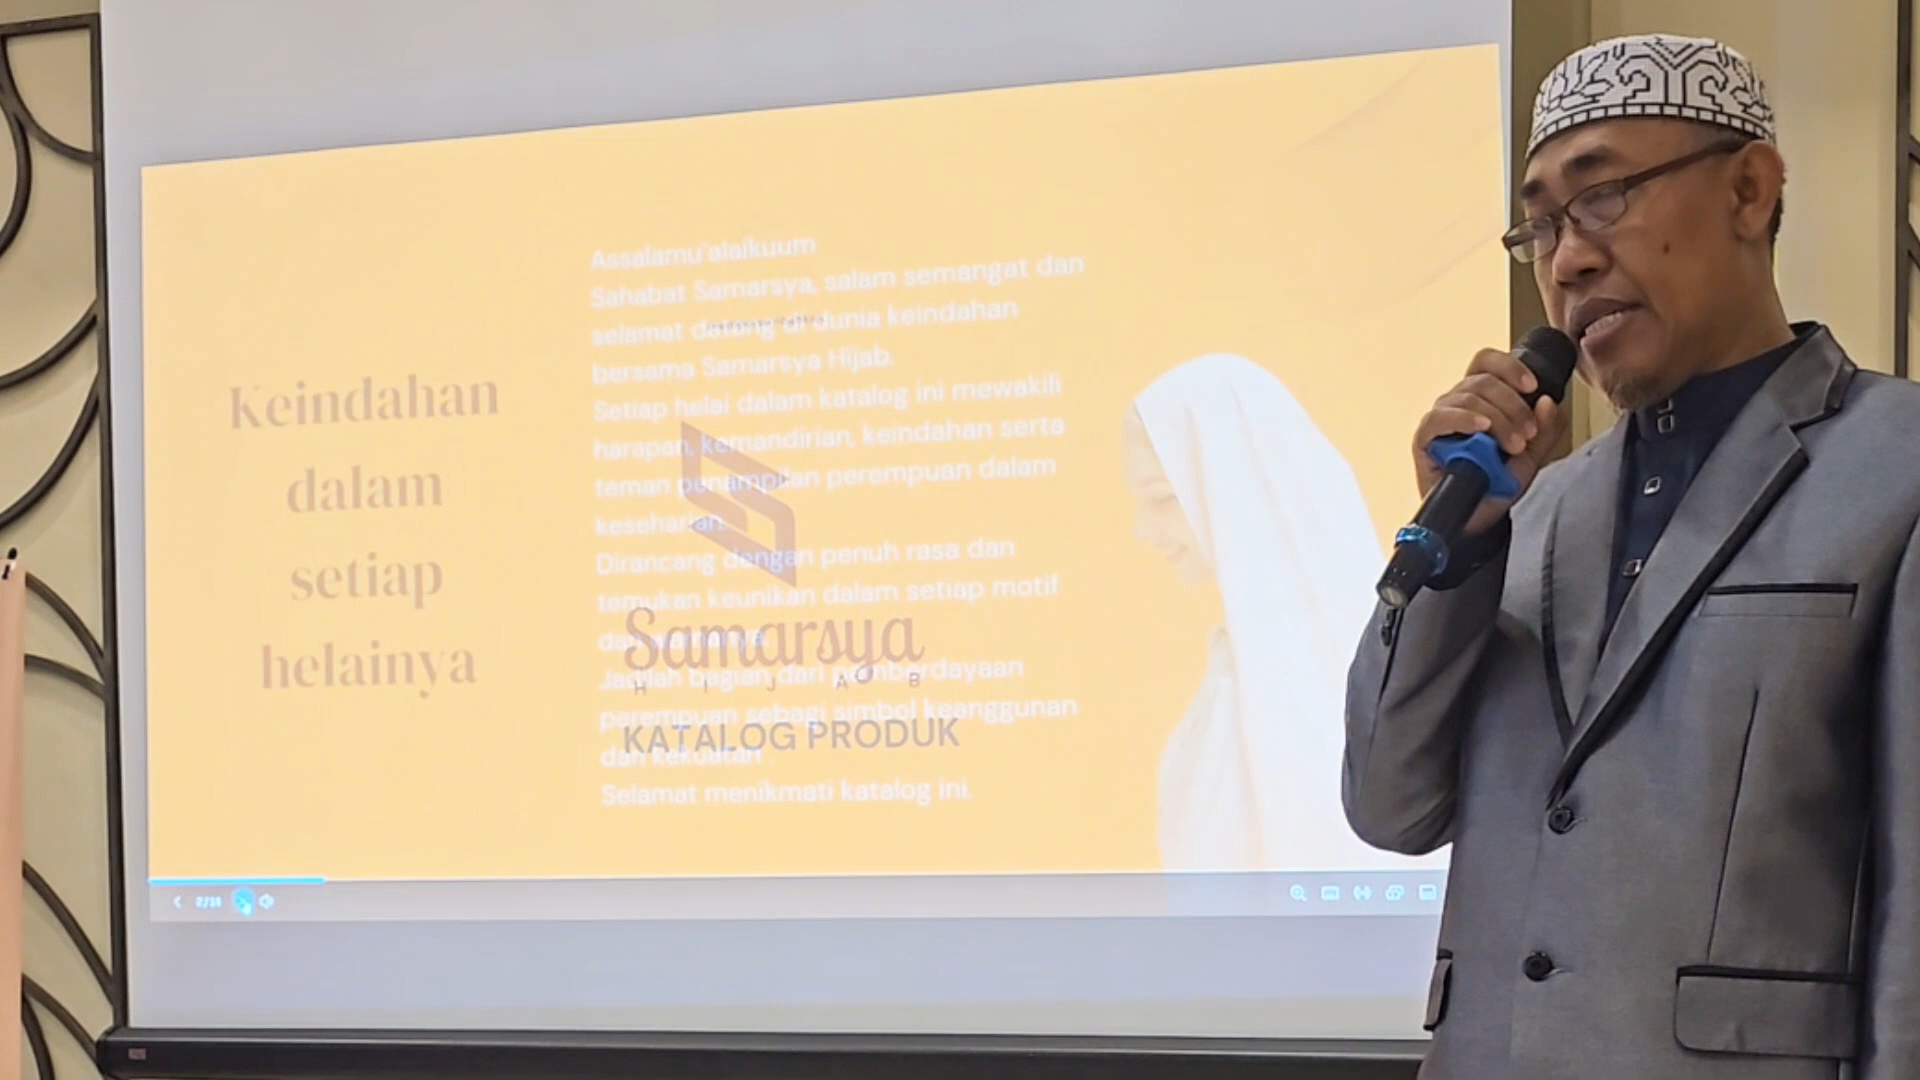 Keindahan
dalam
setiap
helainya
Assalamu'alaikuum
Sahabat Samarsya, salam semangat dan
selamat datang di dunia keindahan
bersama Samarsya Hijab.
Setiap helai dalam katalog ini mewakili
harapan, kemandirian, keindahan serta
teman penampilan perempuan dalam
keseharian.
Dirancang dengan penuh rasa dan
temukan keunikan dalam setiap motif
dan warnanya.
Jadilah bagian dari pemberdayaan
perempuan sebagi simbol keanggunan
dan kekuatan".
Selamat menikmati katalog ini.
Samarsya
HIJAB
KATALOG PRODUK